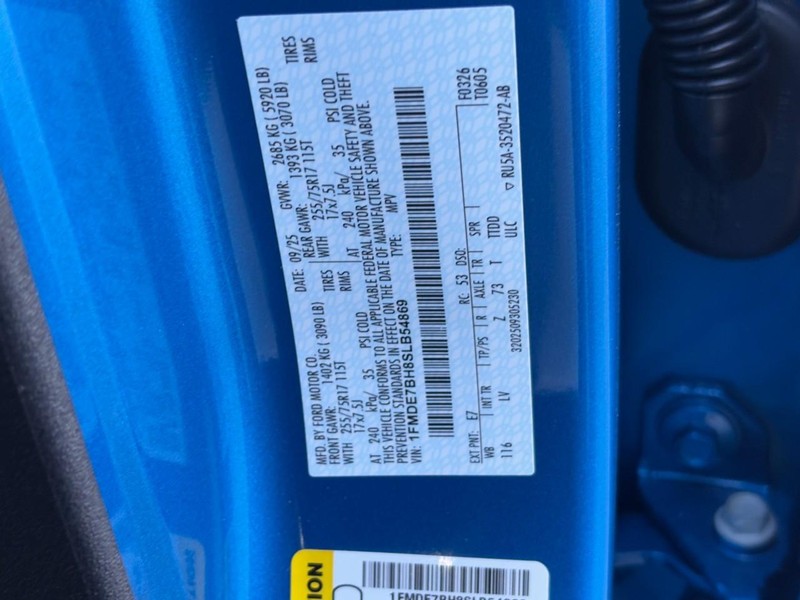 MFD. BY FORD MOTOR CO. DATE: 09/25 GVWR: 2685 KG ( 5920 LB)
FRONT GAWR: 1402 KG ( 3090 LB) REAR GAWR: 1393 KG ( 3070 LB)
WITH 255/75R17 115T TIRES WITH 255/75R17 115T TIRES
17x7.5J RIMS 17x7.5J RIMS
AT 240 kPa/ 35 PSI COLD AT 240 kPa/ 35 PSI COLD
THIS VEHICLE CONFORMS TO ALL APPLICABLE FEDERAL MOTOR VEHICLE SAFETY AND THEFT
PREVENTION STANDARDS IN EFFECT ON THE DATE OF MANUFACTURE SHOWN ABOVE.
VIN: 1FMDE7BH8SLB54869 TYPE: MPV
F0326
T0605
EXT PNT: E7 RC: 53 DSO:
WB INT TR TP/PS R AXLE TR SPR
116 LV Z 73 T TTDD
ULC
3202509305230
▽ RU5A-3520472-AB